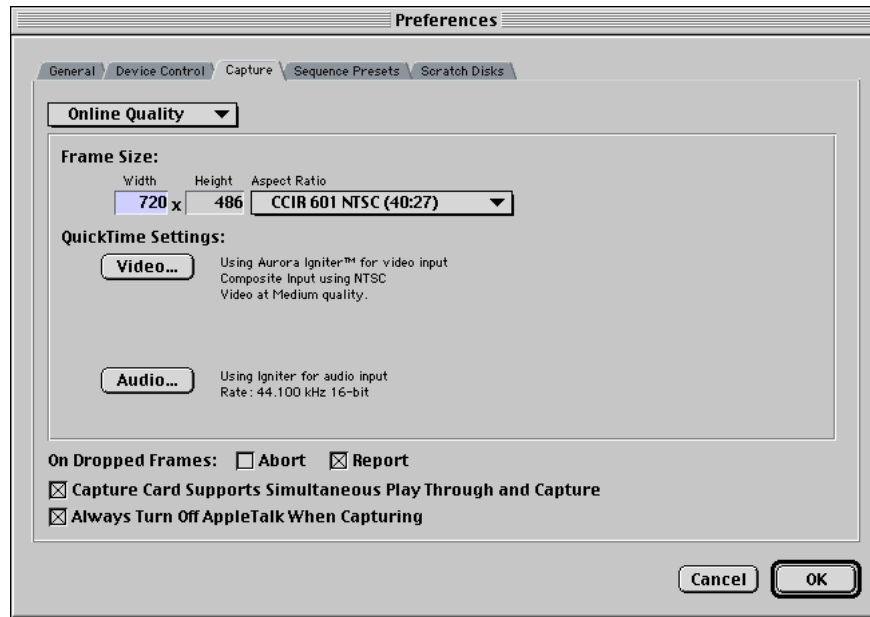 Preferences
General Device Control Capture Sequence Presets Scratch Disks
Online Quality
Frame Size:
Width Height Aspect Ratio
720 x 486 CCIR 601 NTSC (40:27)
QuickTime Settings:
Video... Using Aurora Igniter™ for video input
Composite Input using NTSC
Video at Medium quality.
Audio... Using Igniter for audio input
Rate: 44.100 kHz 16-bit
On Dropped Frames: Abort Report
Capture Card Supports Simultaneous Play Through and Capture
Always Turn Off AppleTalk When Capturing
Cancel OK